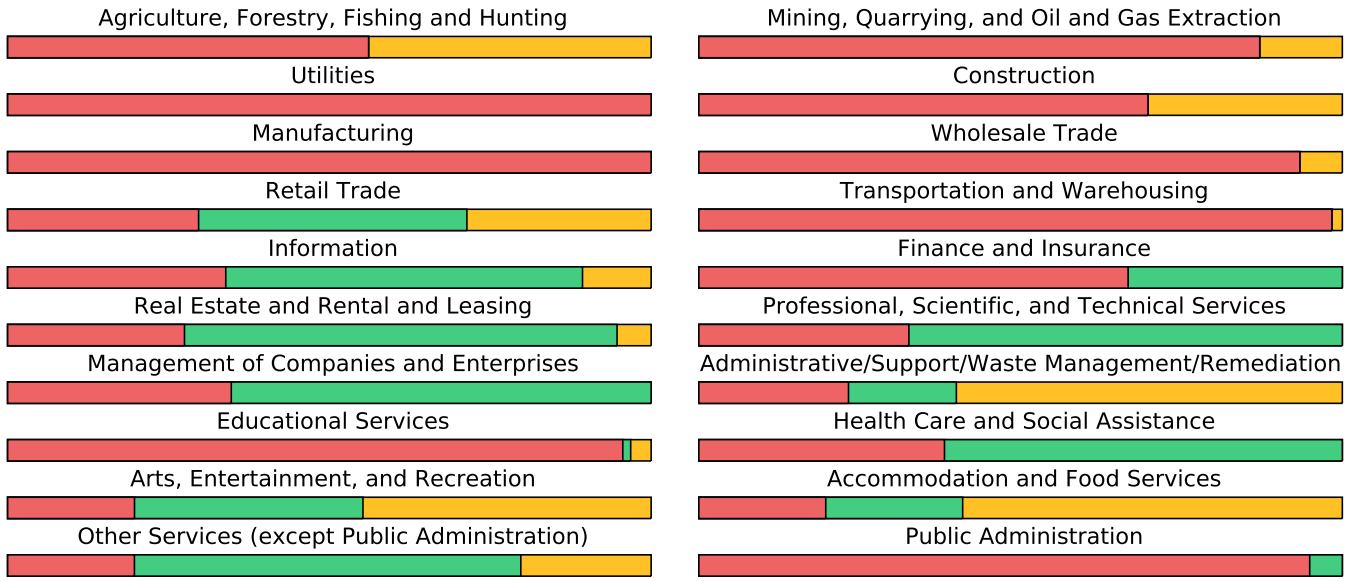 Agriculture, Forestry, Fishing and Hunting
Mining, Quarrying, and Oil and Gas Extraction
Utilities
Construction
Manufacturing
Wholesale Trade
Retail Trade
Transportation and Warehousing
Information
Finance and Insurance
Real Estate and Rental and Leasing
Professional, Scientific, and Technical Services
Management of Companies and Enterprises
Administrative/Support/Waste Management/Remediation
Educational Services
Health Care and Social Assistance
Arts, Entertainment, and Recreation
Accommodation and Food Services
Other Services (except Public Administration)
Public Administration